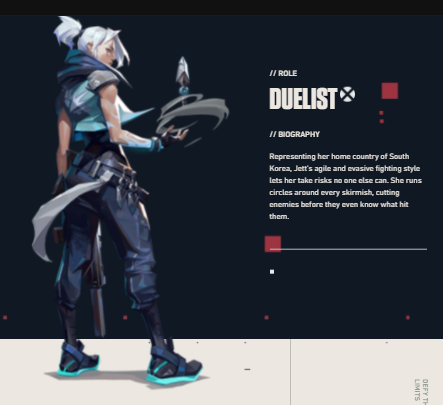 // ROLE
DUELIST
// BIOGRAPHY
Representing her home country of South
Korea, Jett's agile and evasive fighting style
lets her take risks no one else can. She runs
circles around every skirmish, cutting
enemies before they even know what hit
them.
DEFY TH
LIMITS